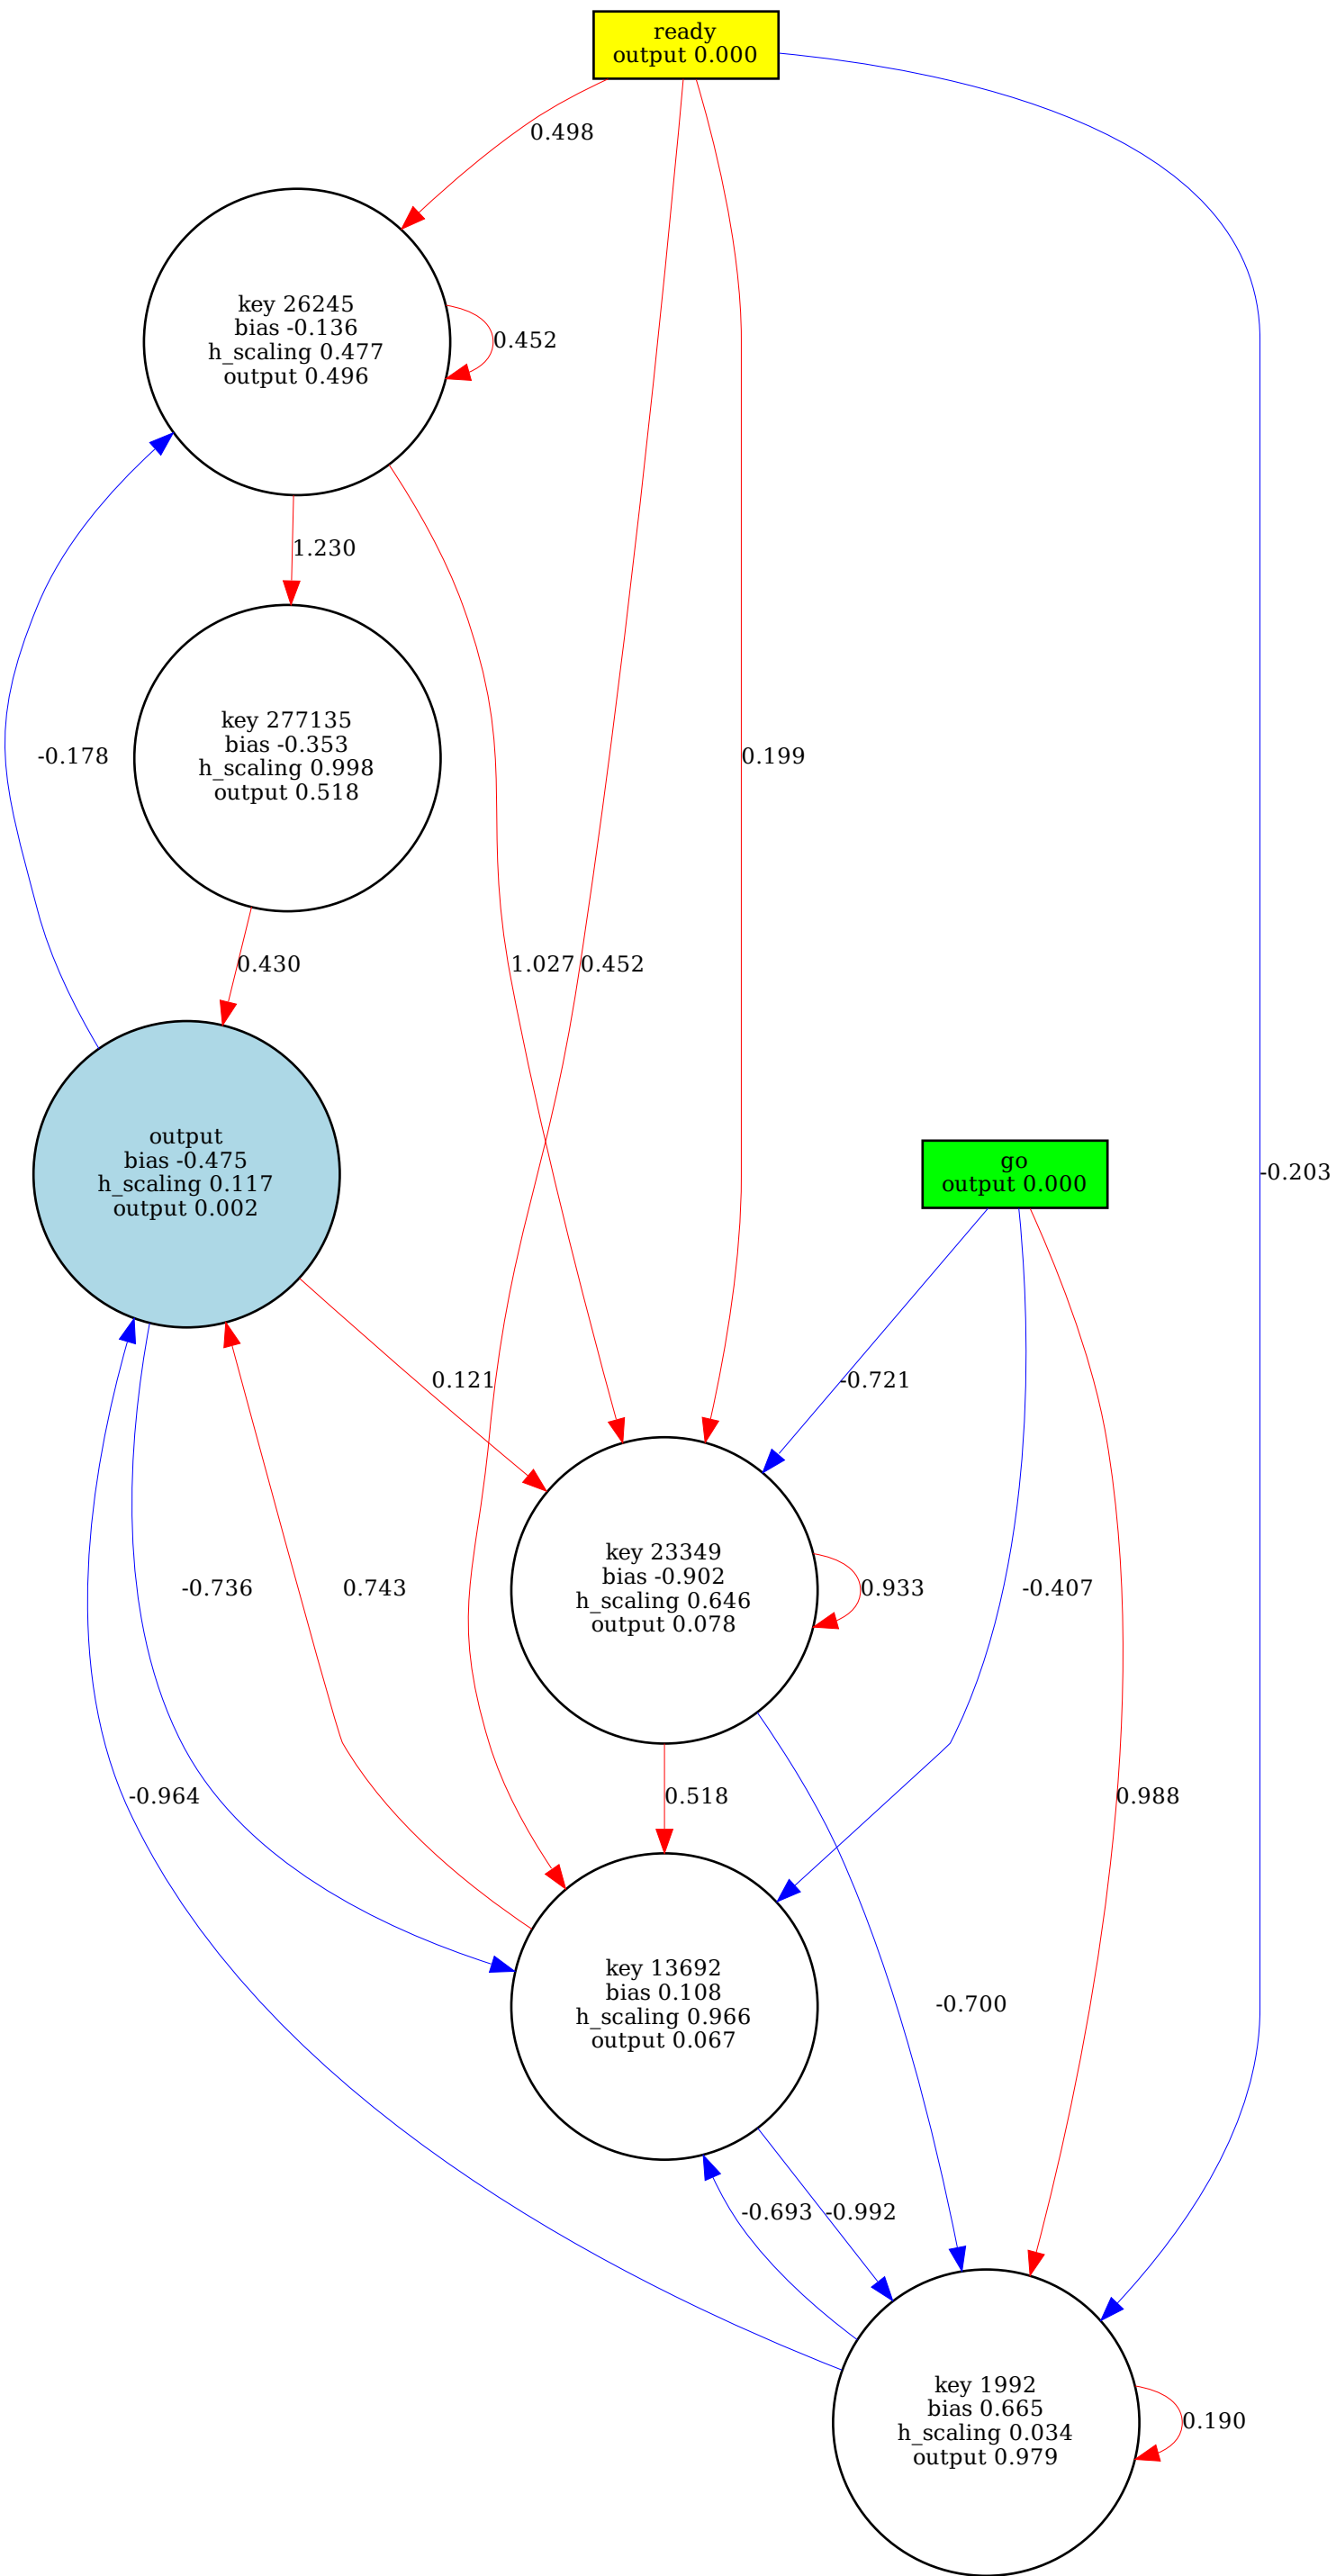 ready
output 0.000
0.498
key 26245
bias -0.136
h_scaling 0.477
output 0.496
0.452
1.230
key 277135
bias -0.353
h_scaling 0.998
output 0.518
-0.178
0.199
0.430
1.027
0.452
output
bias -0.475
h_scaling 0.117
output 0.002
go
output 0.000
-0.203
0.121
-0.721
key 23349
bias -0.902
h_scaling 0.646
output 0.078
-0.736
0.743
0.933
-0.407
-0.964
0.518
0.988
key 13692
bias 0.108
h_scaling 0.966
output 0.067
-0.700
-0.693
-0.992
key 1992
bias 0.665
h_scaling 0.034
output 0.979
0.190